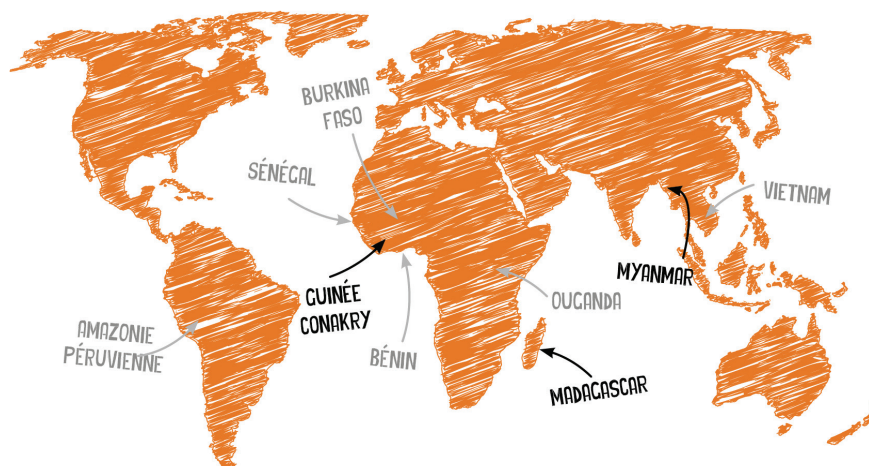 BURKINA
FASO
SÉNÉGAL
VIETNAM
MYANMAR
GUINÉE
CONAKRY
OUGANDA
AMAZONIE
PÉRUVIENNE
BÉNIN
MADAGASCAR